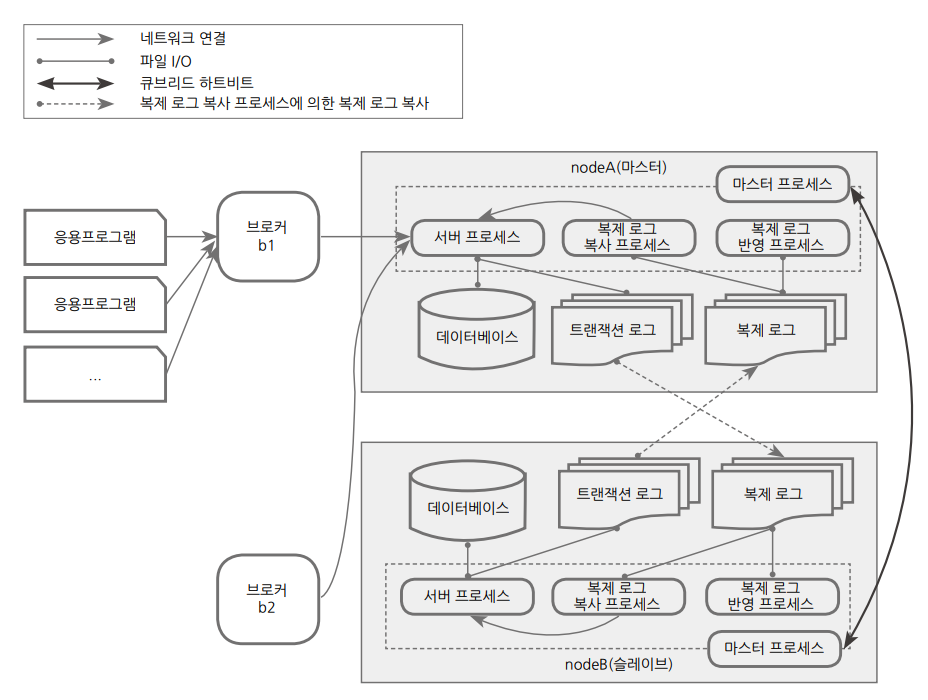 네트워크 연결
파일 I/O
큐브리드 하트비트
복제 로그 복사 프로세스에 의한 복제 로그 복사
nodeA(마스터)
마스터 프로세스
응용프로그램
브로커
b1
서버 프로세스
복제 로그
복사 프로세스
복제 로그
반영 프로세스
응용프로그램
데이터베이스
트랜잭션 로그
복제 로그
...
데이터베이스
트랜잭션 로그
복제 로그
브로커
b2
서버 프로세스
복제 로그
복사 프로세스
복제 로그
반영 프로세스
마스터 프로세스
nodeB(슬레이브)